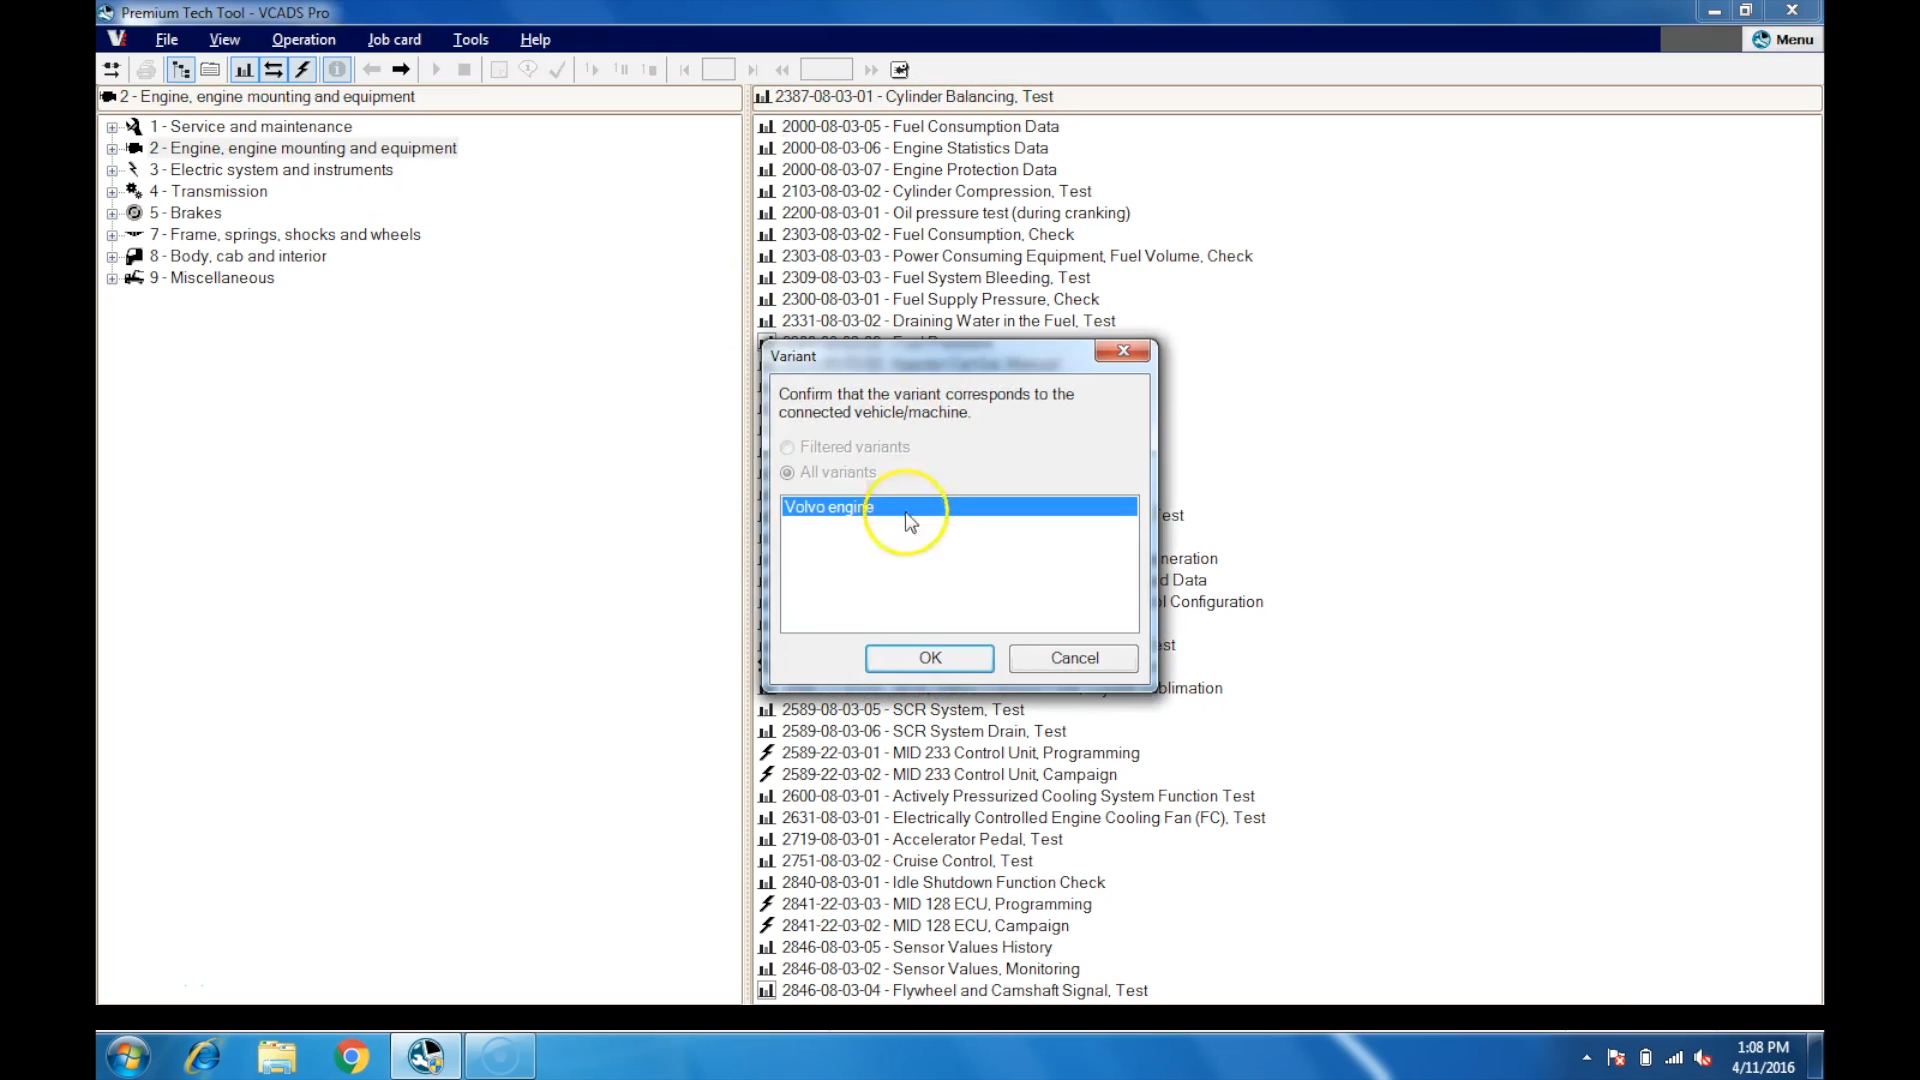 Premium Tech Tool - VCADS Pro
File View Operation Job card Tools Help
Menu
2 - Engine, engine mounting and equipment
1 - Service and maintenance
2 - Engine, engine mounting and equipment
3 - Electric system and instruments
4 - Transmission
5 - Brakes
7 - Frame, springs, shocks and wheels
8 - Body, cab and interior
9 - Miscellaneous
2387-08-03-01 - Cylinder Balancing, Test
2000-08-03-05 - Fuel Consumption Data
2000-08-03-06 - Engine Statistics Data
2000-08-03-07 - Engine Protection Data
2103-08-03-02 - Cylinder Compression, Test
2200-08-03-01 - Oil pressure test (during cranking)
2303-08-03-02 - Fuel Consumption, Check
2303-08-03-03 - Power Consuming Equipment, Fuel Volume, Check
2309-08-03-03 - Fuel System Bleeding, Test
2300-08-03-01 - Fuel Supply Pressure, Check
2331-08-03-02 - Draining Water in the Fuel, Test
Variant
Confirm that the variant corresponds to the
connected vehicle/machine.
Filtered variants
All variants
Volvo engine
OK Cancel
est
neration
d Data
l Configuration
st
blimation
2589-08-03-05 - SCR System, Test
2589-08-03-06 - SCR System Drain, Test
2589-22-03-01 - MID 233 Control Unit, Programming
2589-22-03-02 - MID 233 Control Unit, Campaign
2600-08-03-01 - Actively Pressurized Cooling System Function Test
2631-08-03-01 - Electrically Controlled Engine Cooling Fan (FC), Test
2719-08-03-01 - Accelerator Pedal, Test
2751-08-03-02 - Cruise Control, Test
2840-08-03-01 - Idle Shutdown Function Check
2841-22-03-03 - MID 128 ECU, Programming
2841-22-03-02 - MID 128 ECU, Campaign
2846-08-03-05 - Sensor Values History
2846-08-03-02 - Sensor Values, Monitoring
2846-08-03-04 - Flywheel and Camshaft Signal, Test
1:08 PM
4/11/2016